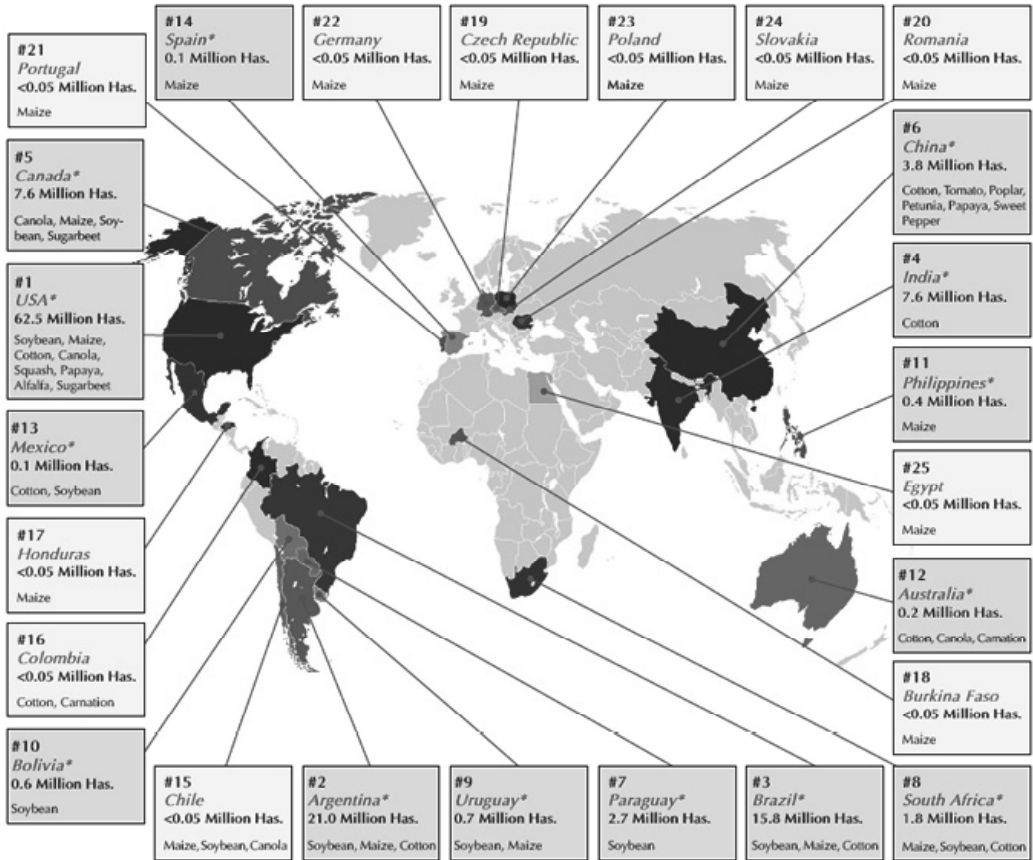 #14
Spain*
0.1 Million Has.
Maize
#22
Germany
<0.05 Million Has.
Maize
#19
Czech Republic
<0.05 Million Has.
Maize
#23
Poland
<0.05 Million Has.
Maize
#24
Slovakia
<0.05 Million Has.
Maize
#20
Romania
<0.05 Million Has.
Maize
#21
Portugal
<0.05 Million Has.
Maize
#5
Canada*
7.6 Million Has.
Canola, Maize, Soy-
bean, Sugarbeet
#1
USA*
62.5 Million Has.
Soybean, Maize,
Cotton, Canola,
Squash, Papaya,
Alfalfa, Sugarbeet
#13
Mexico*
0.1 Million Has.
Cotton, Soybean
#17
Honduras
<0.05 Million Has.
Maize
#16
Colombia
<0.05 Million Has.
Cotton, Carnation
#10
Bolivia*
0.6 Million Has.
Soybean
#6
China*
3.8 Million Has.
Cotton, Tomato, Poplar,
Petunia, Papaya, Sweet
Pepper
#4
India*
7.6 Million Has.
Cotton
#11
Philippines*
0.4 Million Has.
Maize
#25
Egypt
<0.05 Million Has.
Maize
#12
Australia*
0.2 Million Has.
Cotton, Canola, Carnation
#18
Burkina Faso
<0.05 Million Has.
Maize
#15
Chile
<0.05 Million Has.
Maize, Soybean, Canola
#2
Argentina*
21.0 Million Has.
Soybean, Maize, Cotton
#9
Uruguay*
0.7 Million Has.
Soybean, Maize
#7
Paraguay*
2.7 Million Has.
Soybean
#3
Brazil*
15.8 Million Has.
Soybean, Maize, Cotton
#8
South Africa*
1.8 Million Has.
Maize, Soybean, Cotton